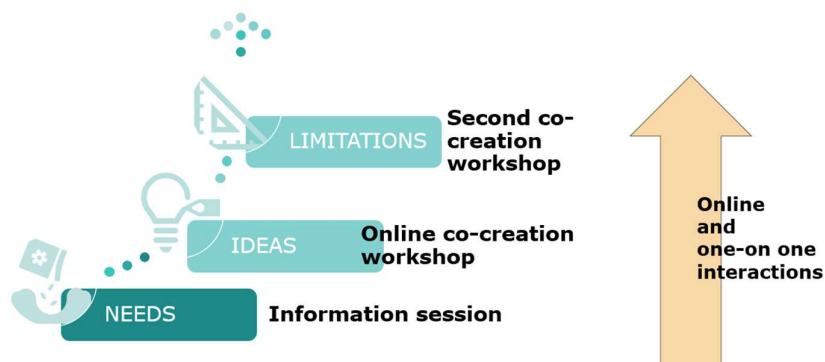 LIMITATIONS
Second co-
creation
workshop
IDEAS
Online co-creation
workshop
NEEDS
Information session
Online
and
one-on one
interactions